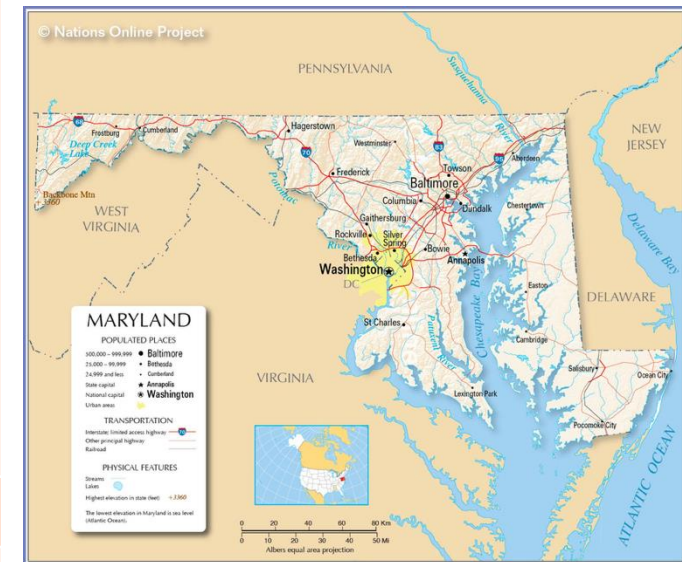 © Nations Online Project
PENNSYLVANIA
Susquehanna
River
NEW
JERSEY
68
Frostburg
Cumberland
Deep Creek
Lake
Backbone Mtn
3360
Hagerstown
70
Westminster
83
95
Aberdeen
Potomac
River
Frederick
Towson
Baltimore
Columbia
Dundalk
Chestertown
WEST
VIRGINIA
Gaithersburg
Rockville
Silver
Spring
Bowie
Bethesda
Annapolis
Washington
DC
Delaware Bay
DELAWARE
Easton
Chesapeake Bay
Patuxent River
St Charles
Cambridge
VIRGINIA
Lexington Park
Salisbury
Ocean City
Pocomoke City
ATLANTIC OCEAN
MARYLAND
POPULATED PLACES
500,000 – 999,999 Baltimore
25,000 – 99,999 Bethesda
24,999 and less Cumberland
State capital Annapolis
National capital Washington
Urban areas
TRANSPORTATION
Interstate: limited access highway 70
Other principal highway
Railroad
PHYSICAL FEATURES
Streams
Lakes
Highest elevation in state (feet) +3360
The lowest elevation in Maryland is sea level
(Atlantic Ocean).
0 20 40 60 80 Km
0 10 20 30 40 50 Mi
Albers equal area projection